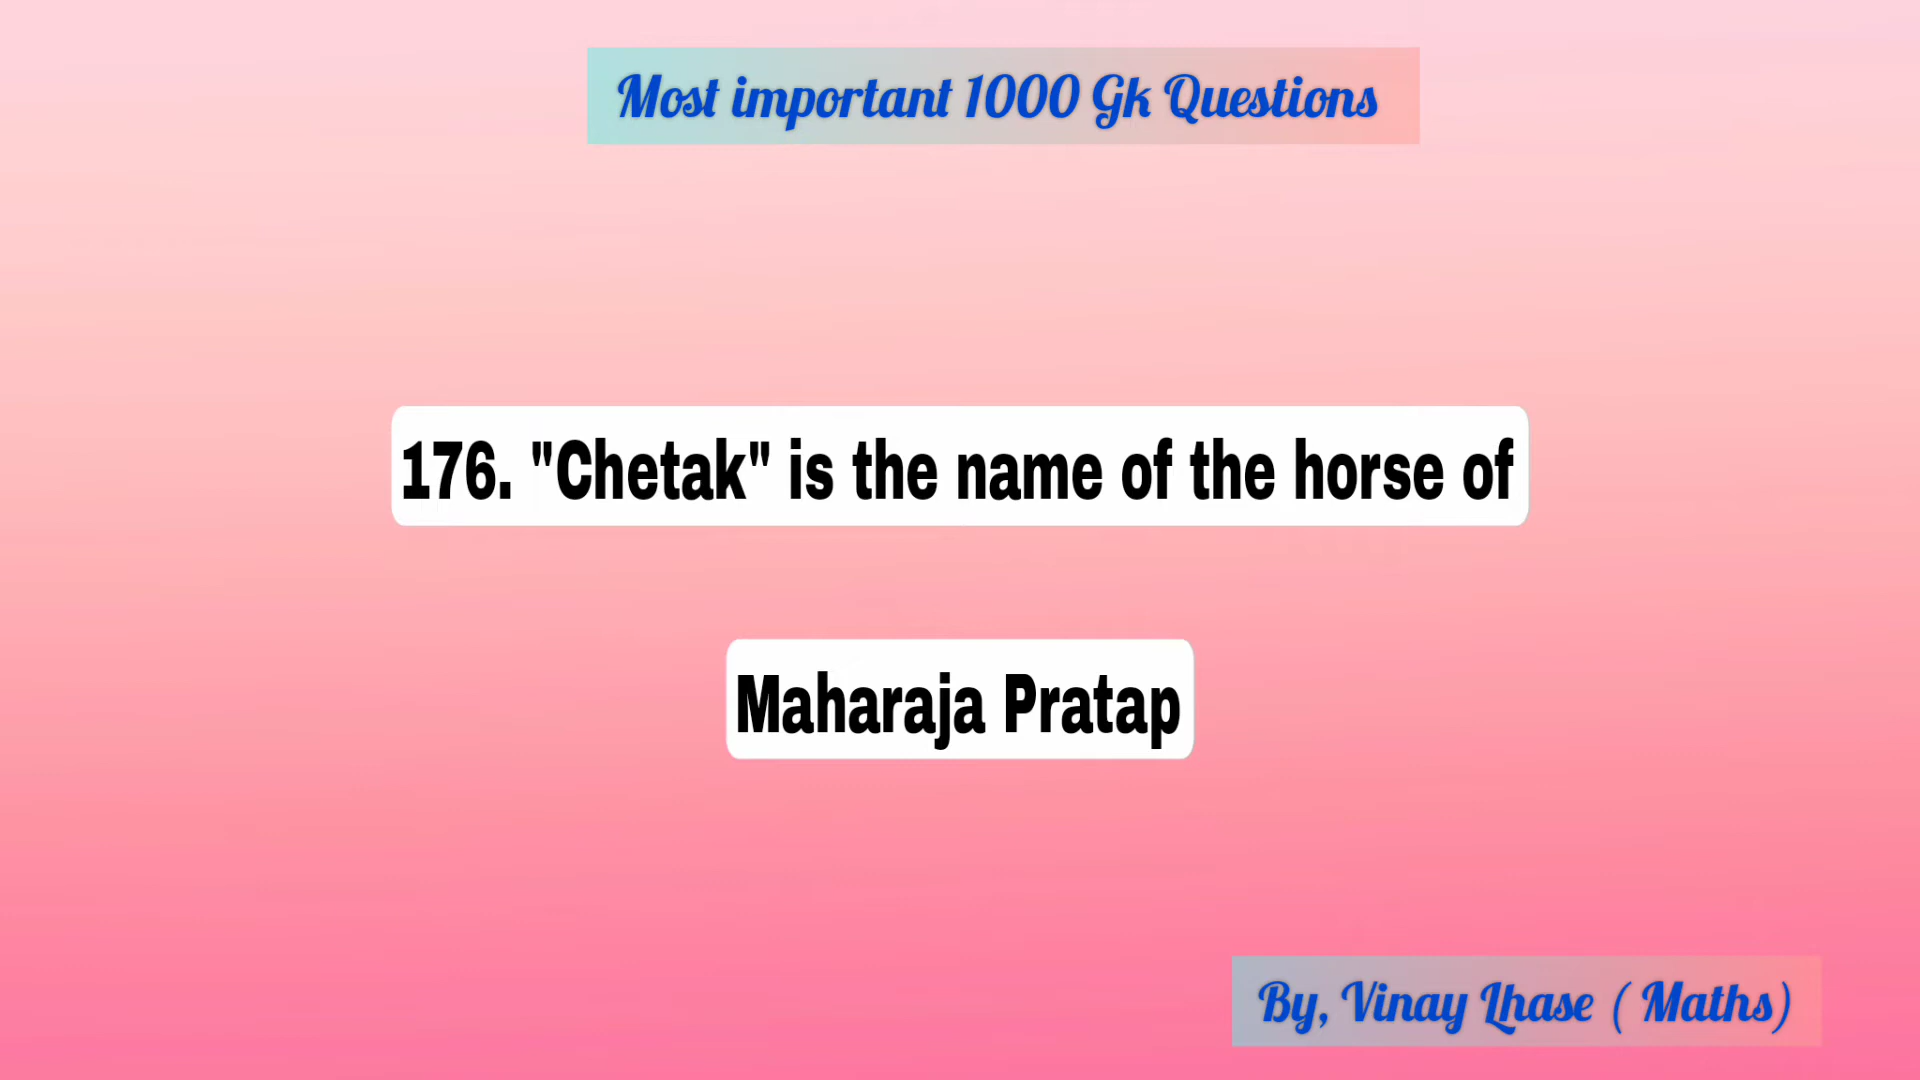 Most important 1000 Gk Questions
176. "Chetak" is the name of the horse of
Maharaja Pratap
By, Vinay Lhase ( Maths)